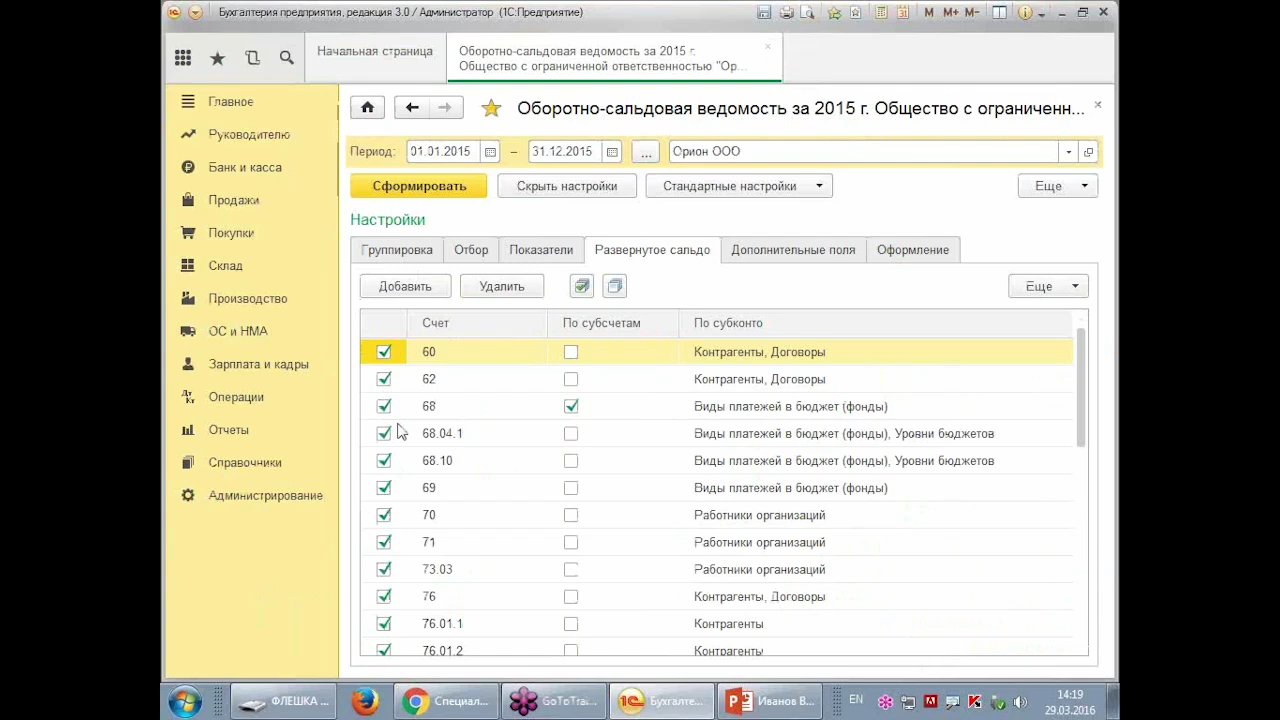 Бухгалтерия предприятия, редакция 3.0 / Администратор (1С:Предприятие)
M M+ M-
Начальная страница
Оборотно-сальдовая ведомость за 2015 г.
Общество с ограниченной ответственностью "Ор...
Главное
Руководителю
Банк и касса
Продажи
Покупки
Склад
Производство
ОС и НМА
Зарплата и кадры
Операции
Отчеты
Справочники
Администрирование
Оборотно-сальдовая ведомость за 2015 г. Общество с ограниченн...
Период: 01.01.2015 – 31.12.2015 ... Орион ООО
Сформировать Скрыть настройки Стандартные настройки Еще
Настройки
Группировка Отбор Показатели Развернутое сальдо Дополнительные поля Оформление
Добавить Удалить Еще
Счет По субсчетам По субконто
60 Контрагенты, Договоры
62 Контрагенты, Договоры
68 Виды платежей в бюджет (фонды)
68.04.1 Виды платежей в бюджет (фонды), Уровни бюджетов
68.10 Виды платежей в бюджет (фонды), Уровни бюджетов
69 Виды платежей в бюджет (фонды)
70 Работники организаций
71 Работники организаций
73.03 Работники организаций
76 Контрагенты, Договоры
76.01.1 Контрагенты
76.01.2 Контрагенты
ФЛЕШКА ... Специал... GoToTrai... Бухгалте... Иванов В... EN 14:19
29.03.2016